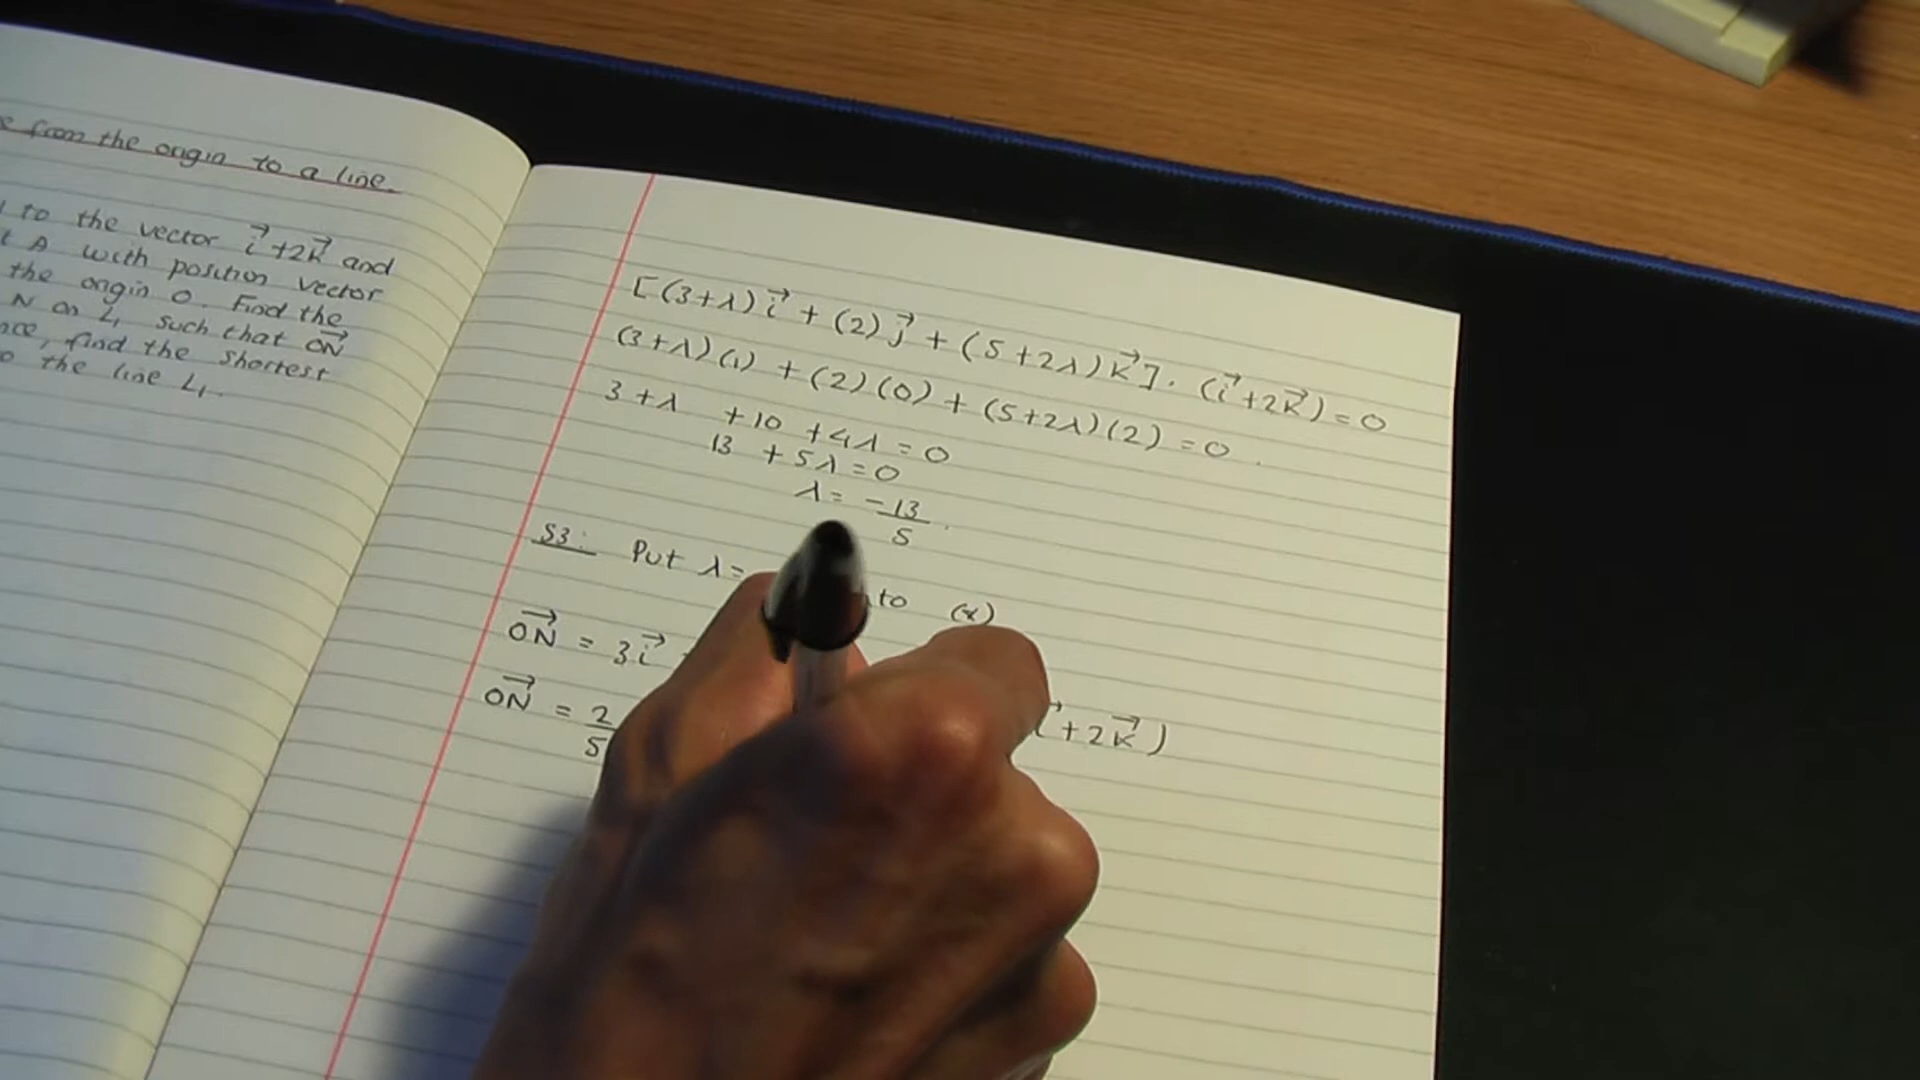 from the origin to a line.
to the vector i⃗ + 2k⃗ and
A with position vector
the origin O. Find the
N on L₁ such that ON⃗
find the shortest
the line L₁.
[(3+λ)i⃗ + (2)j⃗ + (5+2λ)k⃗] . (i⃗ + 2k⃗) = 0
(3+λ)(1) + (2)(0) + (5+2λ)(2) = 0.
3 + λ + 10 + 4λ = 0
13 + 5λ = 0
λ = -13/5.
S3: Put λ= to (*)
ON⃗ = 3i⃗ i⃗ + 2k⃗)
ON⃗ = 2/5